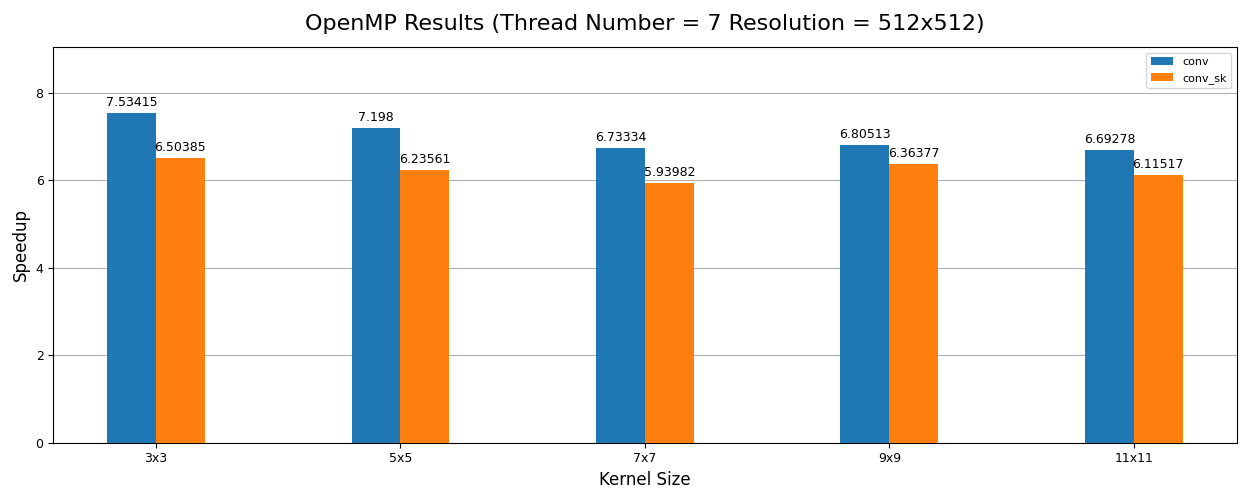 OpenMP Results (Thread Number = 7 Resolution = 512x512)
conv
conv_sk
8
6
4
2
0
Speedup
7.53415
6.50385
7.198
6.23561
6.73334
5.93982
6.80513
6.36377
6.69278
6.11517
3x3
5x5
7x7
9x9
11x11
Kernel Size